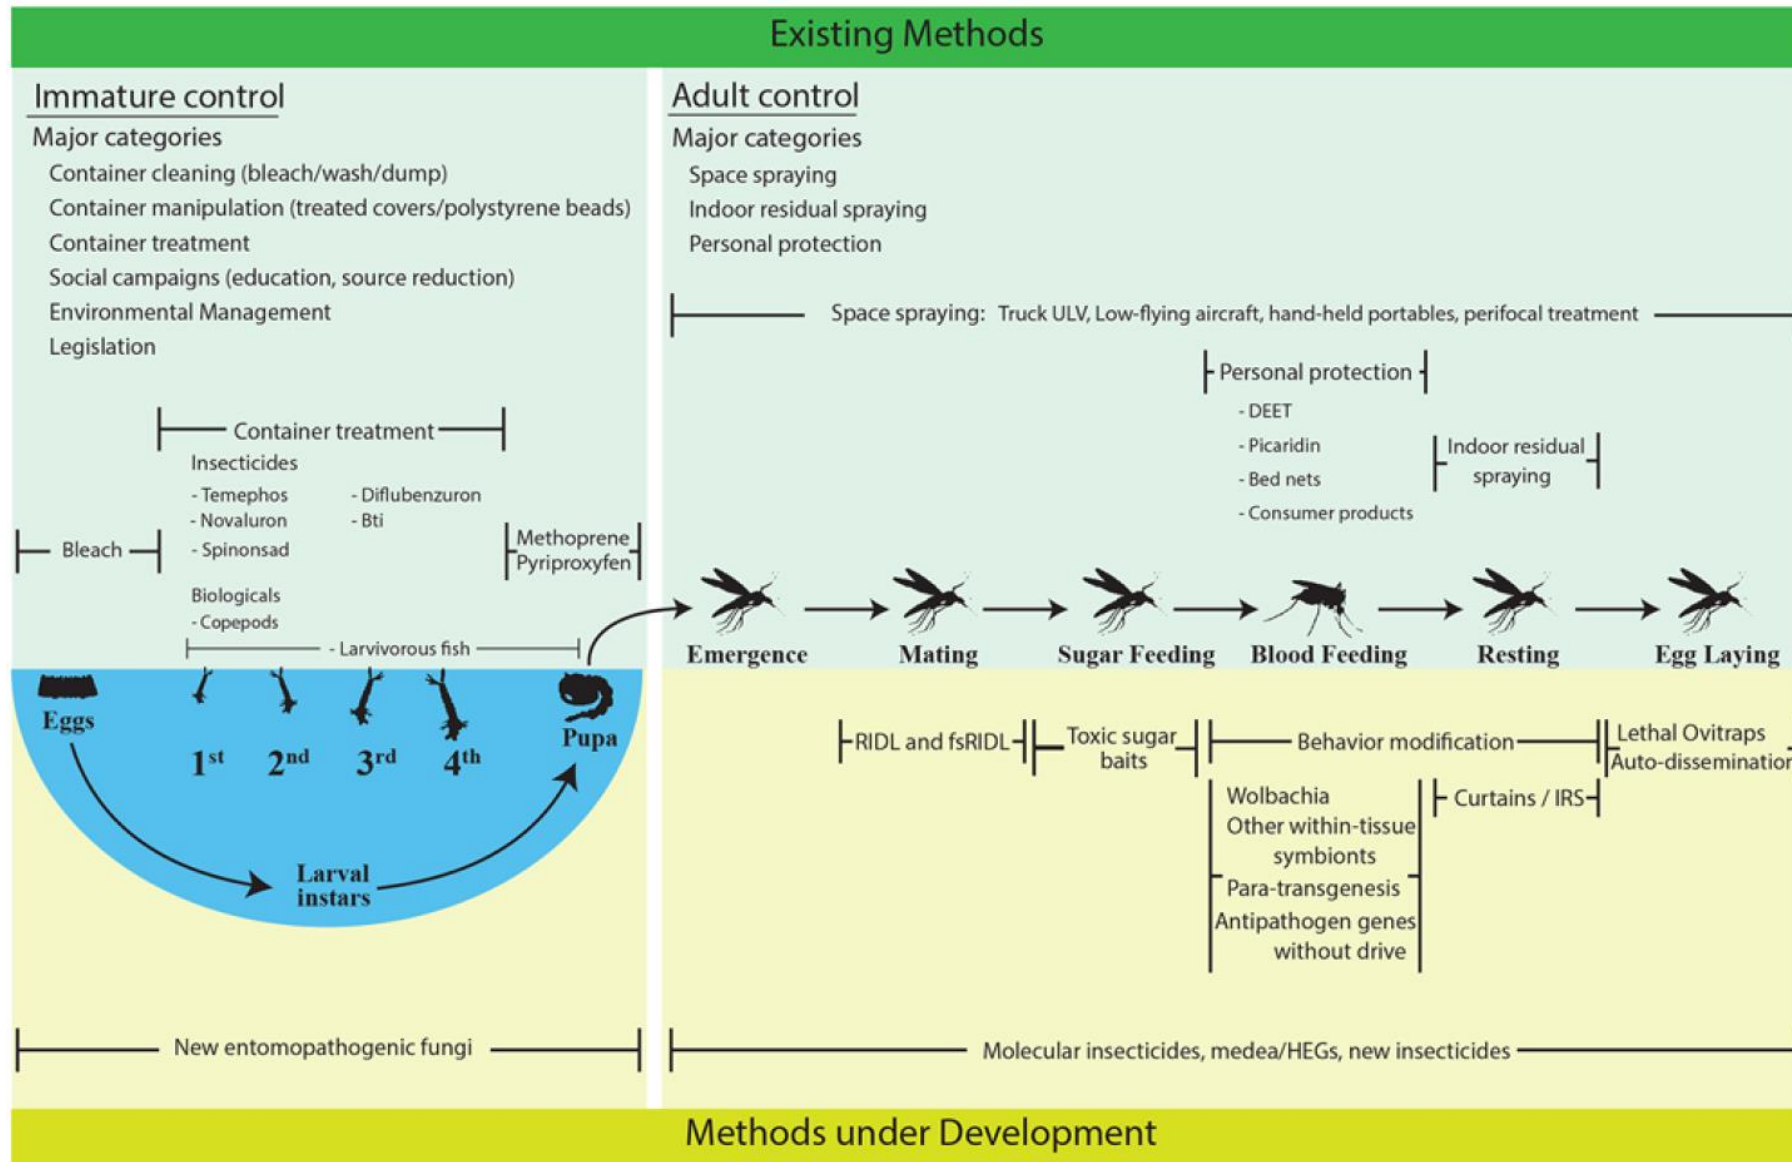 Existing Methods
Immature control
Major categories
Container cleaning (bleach/wash/dump)
Container manipulation (treated covers/polystyrene beads)
Container treatment
Social campaigns (education, source reduction)
Environmental Management
Legislation
Container treatment
Insecticides
- Temephos
- Novaluron
- Spinonsad
- Diflubenzuron
- Bti
Bleach
Methoprene
Pyriproxyfen
Biologicals
- Copepods
- Larvivorous fish
Eggs
1st
2nd
3rd
4th
Pupa
Larval
instars
New entomopathogenic fungi
Adult control
Major categories
Space spraying
Indoor residual spraying
Personal protection
Space spraying: Truck ULV, Low-flying aircraft, hand-held portables, perifocal treatment
Personal protection
- DEET
- Picaridin
- Bed nets
- Consumer products
Indoor residual
spraying
Emergence
Mating
Sugar Feeding
Blood Feeding
Resting
Egg Laying
RIDL and fsRIDL
Toxic sugar
baits
Behavior modification
Lethal Ovitraps
Auto-dissemination
Wolbachia
Other within-tissue
symbionts
Para-transgenesis
Antipathogen genes
without drive
Curtains / IRS
Molecular insecticides, medea/HEGs, new insecticides
Methods under Development